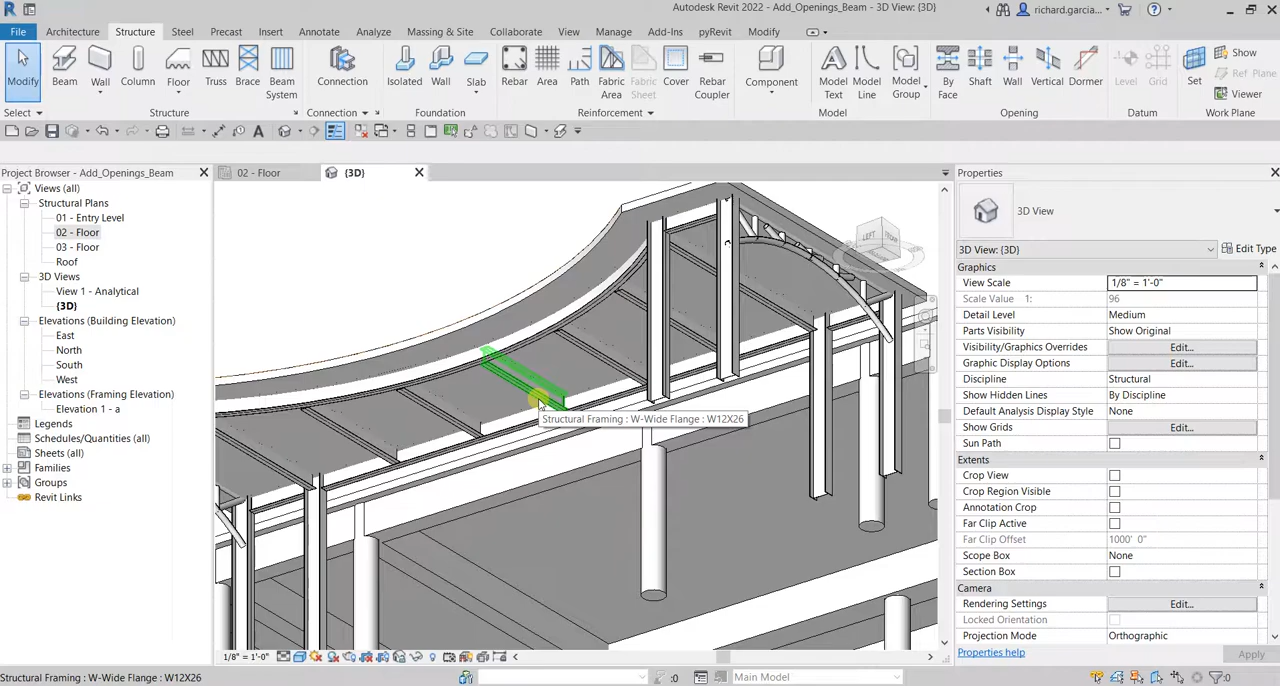 Autodesk Revit 2022 - Add_Openings_Beam - 3D View: {3D}
richard.garcia...
File Architecture Structure Steel Precast Insert Annotate Analyze Massing & Site Collaborate View Manage Add-Ins pyRevit Modify
Modify Beam Wall Column Floor Truss Brace Beam System Connection Isolated Wall Slab Rebar Area Path Fabric Area Fabric Sheet Cover Rebar Coupler Component Model Text Model Line Model Group By Face Shaft Wall Vertical Dormer Level Grid Set Show Ref Plane Viewer
Select Structure Connection Foundation Reinforcement Model Opening Datum Work Plane
Project Browser - Add_Openings_Beam
02 - Floor
{3D}
Properties
Views (all)
Structural Plans
01 - Entry Level
02 - Floor
03 - Floor
Roof
3D Views
View 1 - Analytical
{3D}
Elevations (Building Elevation)
East
North
South
West
Elevations (Framing Elevation)
Elevation 1 - a
Legends
Schedules/Quantities (all)
Sheets (all)
Families
Groups
Revit Links
LEFT
Structural Framing : W-Wide Flange : W12X26
3D View
3D View: {3D} Edit Type
Graphics
View Scale 1/8" = 1'-0"
Scale Value 1: 96
Detail Level Medium
Parts Visibility Show Original
Visibility/Graphics Overrides Edit...
Graphic Display Options Edit...
Discipline Structural
Show Hidden Lines By Discipline
Default Analysis Display Style None
Show Grids Edit...
Sun Path
Extents
Crop View
Crop Region Visible
Annotation Crop
Far Clip Active
Far Clip Offset 1000' 0"
Scope Box None
Section Box
Camera
Rendering Settings Edit...
Locked Orientation
Projection Mode Orthographic
Properties help
Apply
1/8" = 1'-0"
Structural Framing : W-Wide Flange : W12X26
:0
Main Model
:0